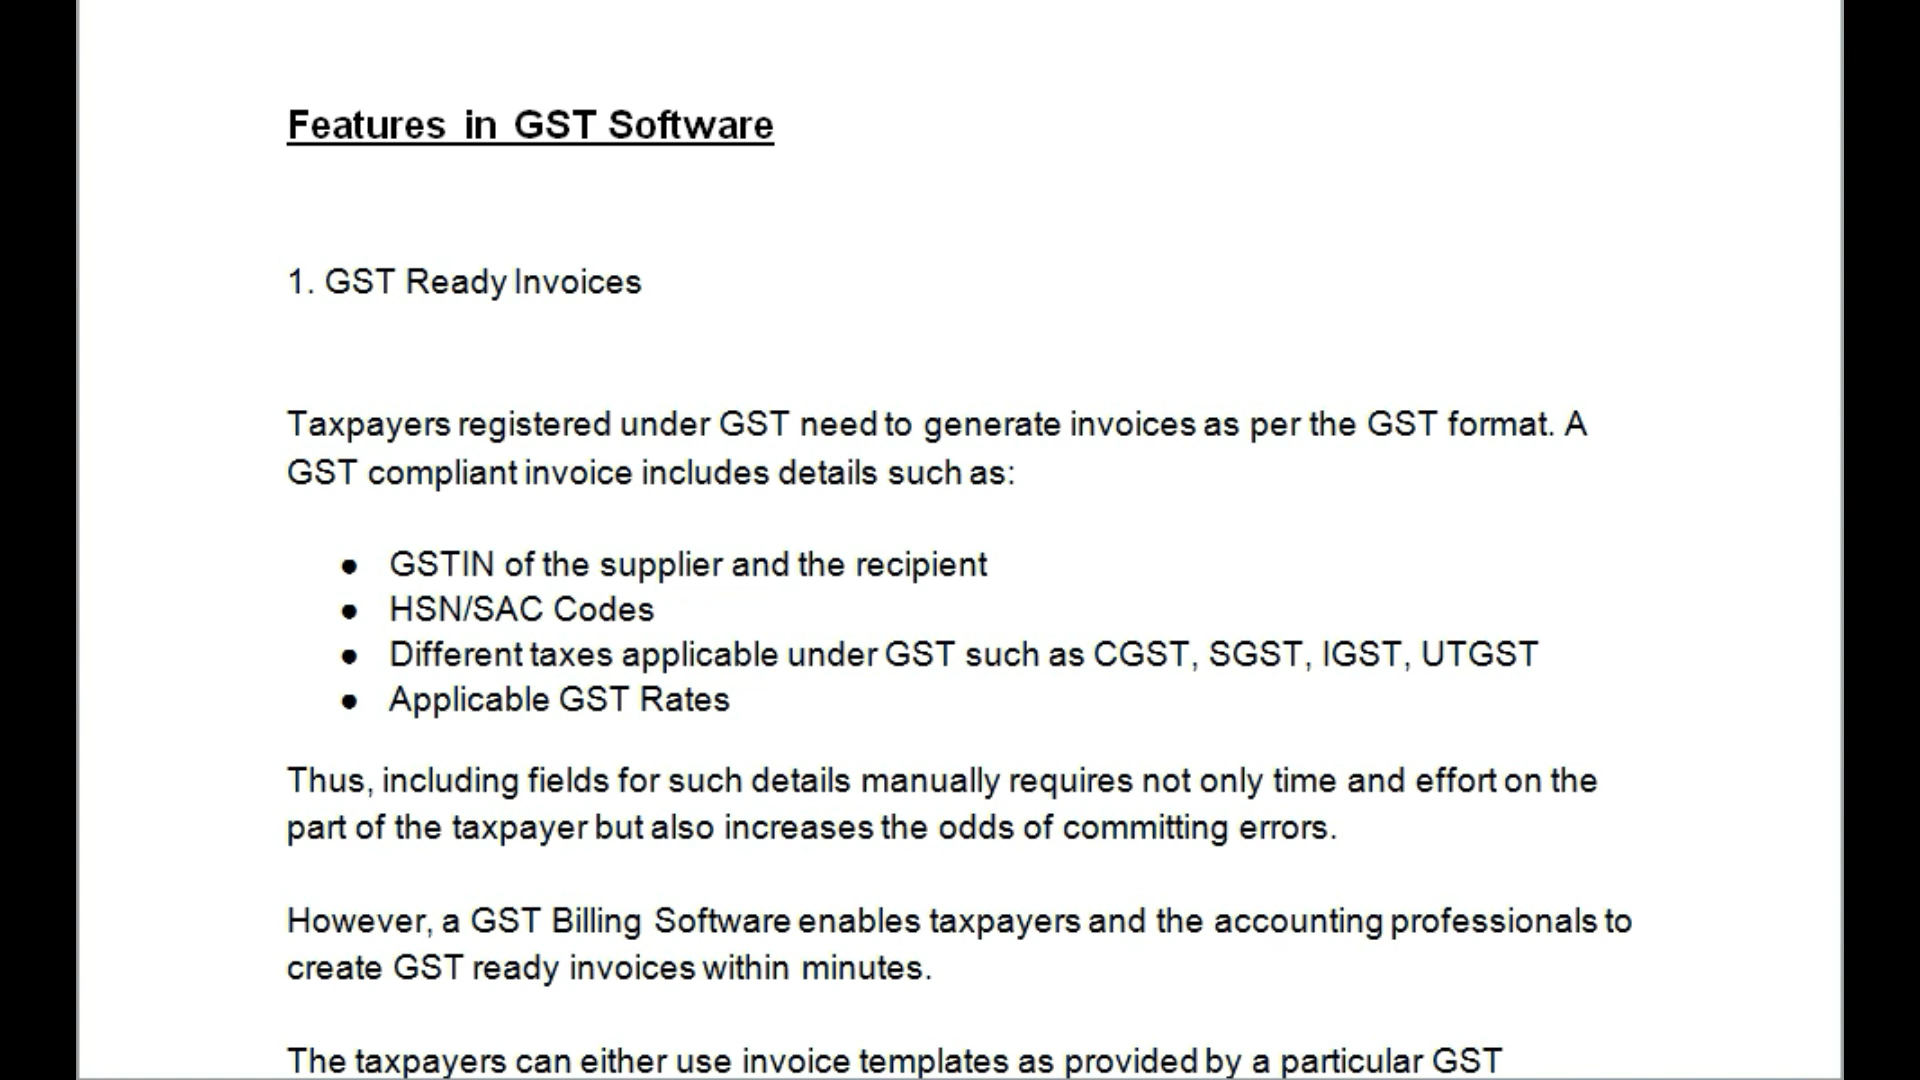 Features in GST Software
1. GST Ready Invoices
Taxpayers registered under GST need to generate invoices as per the GST format. A
GST compliant invoice includes details such as:
● GSTIN of the supplier and the recipient
● HSN/SAC Codes
● Different taxes applicable under GST such as CGST, SGST, IGST, UTGST
● Applicable GST Rates
Thus, including fields for such details manually requires not only time and effort on the
part of the taxpayer but also increases the odds of committing errors.
However, a GST Billing Software enables taxpayers and the accounting professionals to
create GST ready invoices within minutes.
The taxpayers can either use invoice templates as provided by a particular GST